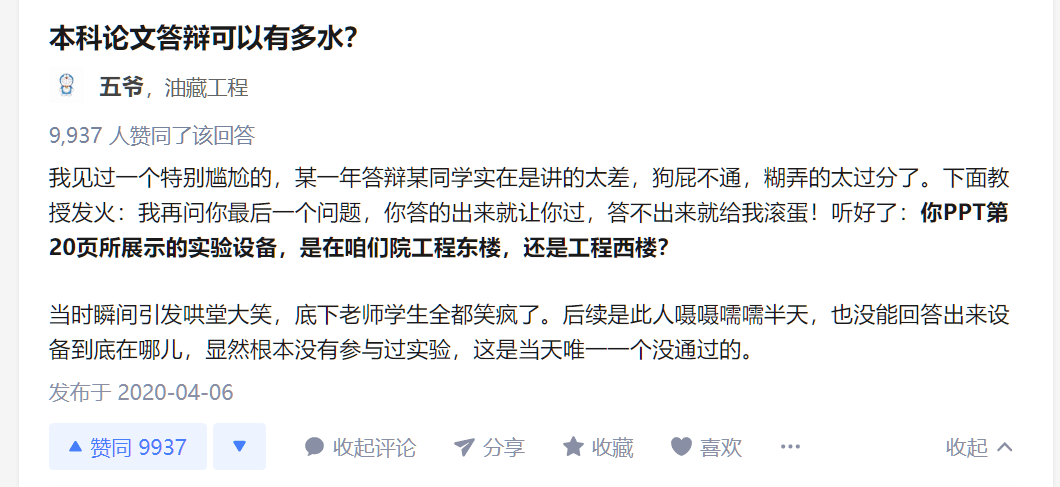 本科论文答辩可以有多水?
五爷，油藏工程
9,937 人赞同了该回答
我见过一个特别尴尬的，某一年答辩某同学实在是讲的太差，狗屁不通，糊弄的太过分了。下面教
授发火：我再问你最后一个问题，你答的出来就让你过，答不出来就给我滚蛋！听好了：你PPT第
20页所展示的实验设备，是在咱们院工程东楼，还是工程西楼？
当时瞬间引发哄堂大笑，底下老师学生全都笑疯了。后续是此人嗫嗫嚅嚅半天，也没能回答出来设
备到底在哪儿，显然根本没有参与过实验，这是当天唯一一个没通过的。
发布于 2020-04-06
赞同 9937 收起评论 分享 收藏 喜欢 ··· 收起